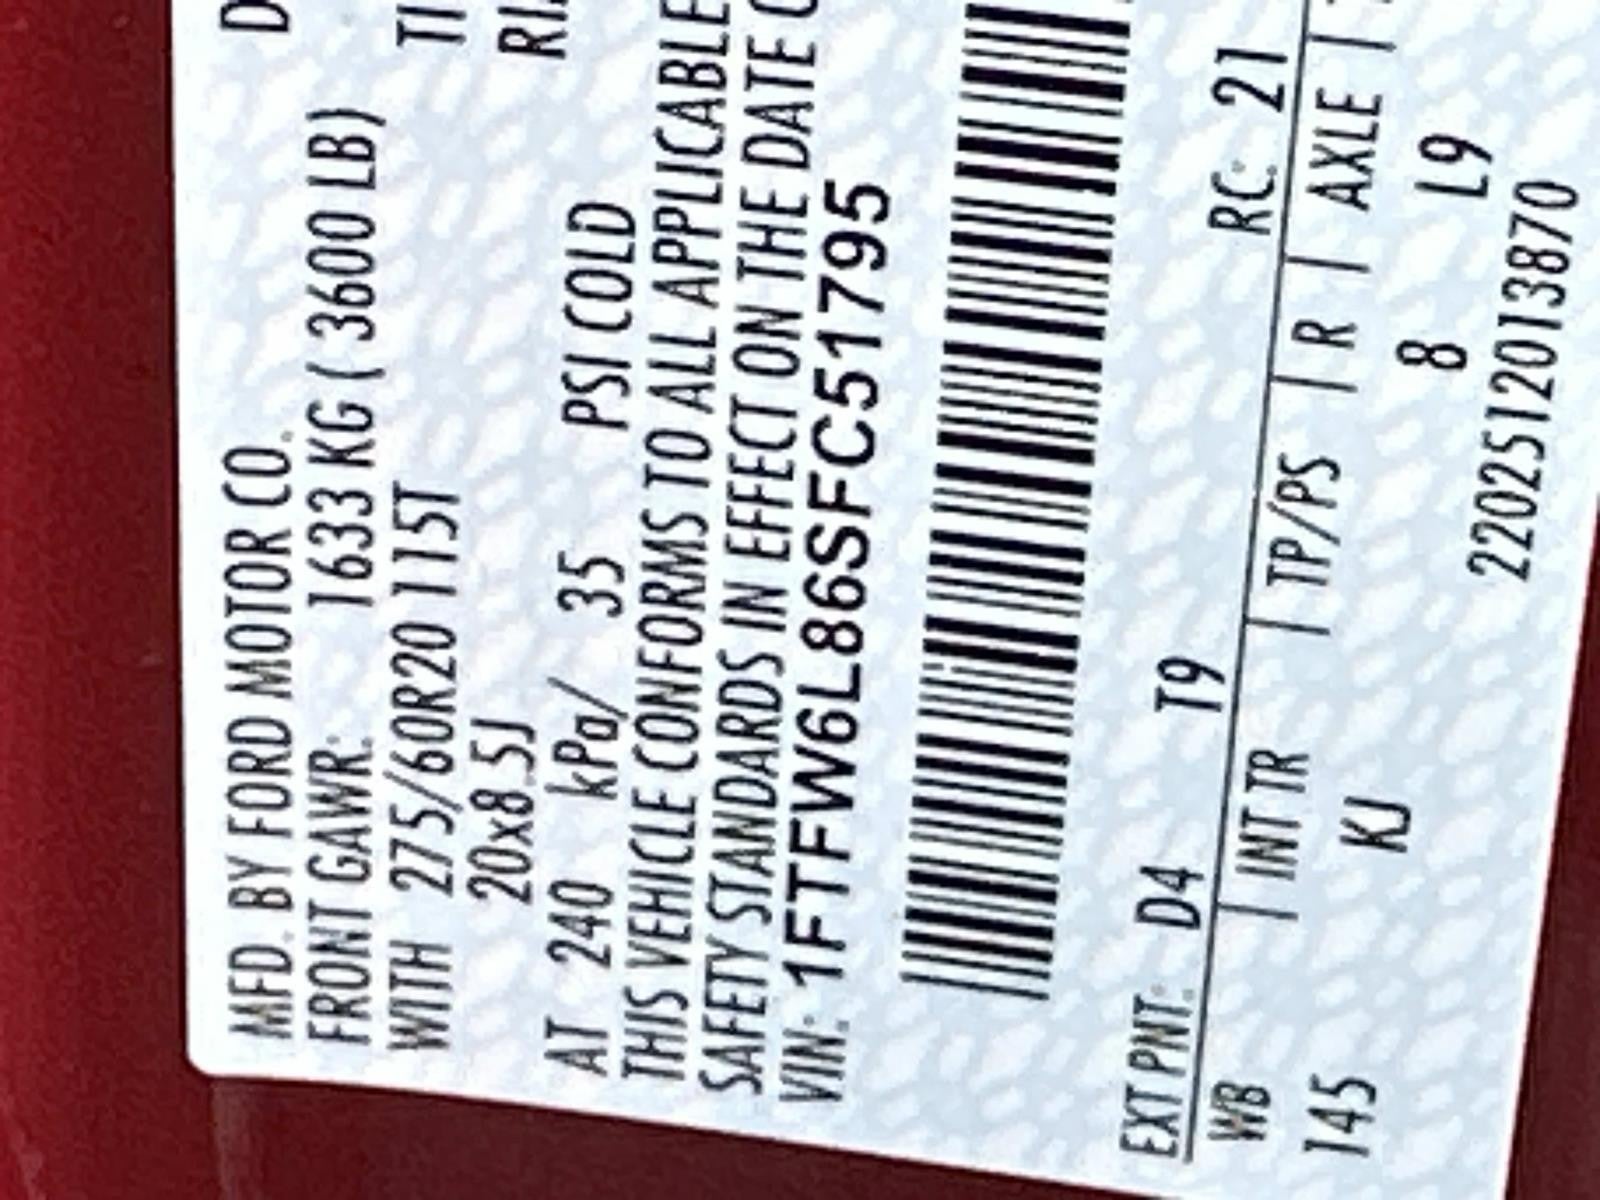 MFD. BY FORD MOTOR CO.
FRONT GAWR: 1633 KG ( 3600 LB)
WITH 275/60R20 115T
20x8.5J
AT 240 kPa/ 35 PSI COLD
THIS VEHICLE CONFORMS TO ALL APPLICABLE
SAFETY STANDARDS IN EFFECT ON THE DATE
VIN: 1FTFW6L86SFC51795
EXT PNT: D4 T9 RC: 21
WB | INT TR | TP/PS | R | AXLE |
145 KJ 8 L9
2202512013870